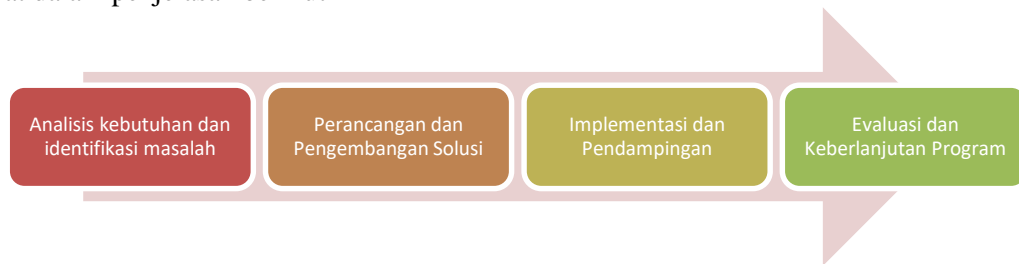 Analisis kebutuhan dan
identifikasi masalah
Perancangan dan
Pengembangan Solusi
Implementasi dan
Pendampingan
Evaluasi dan
Keberlanjutan Program